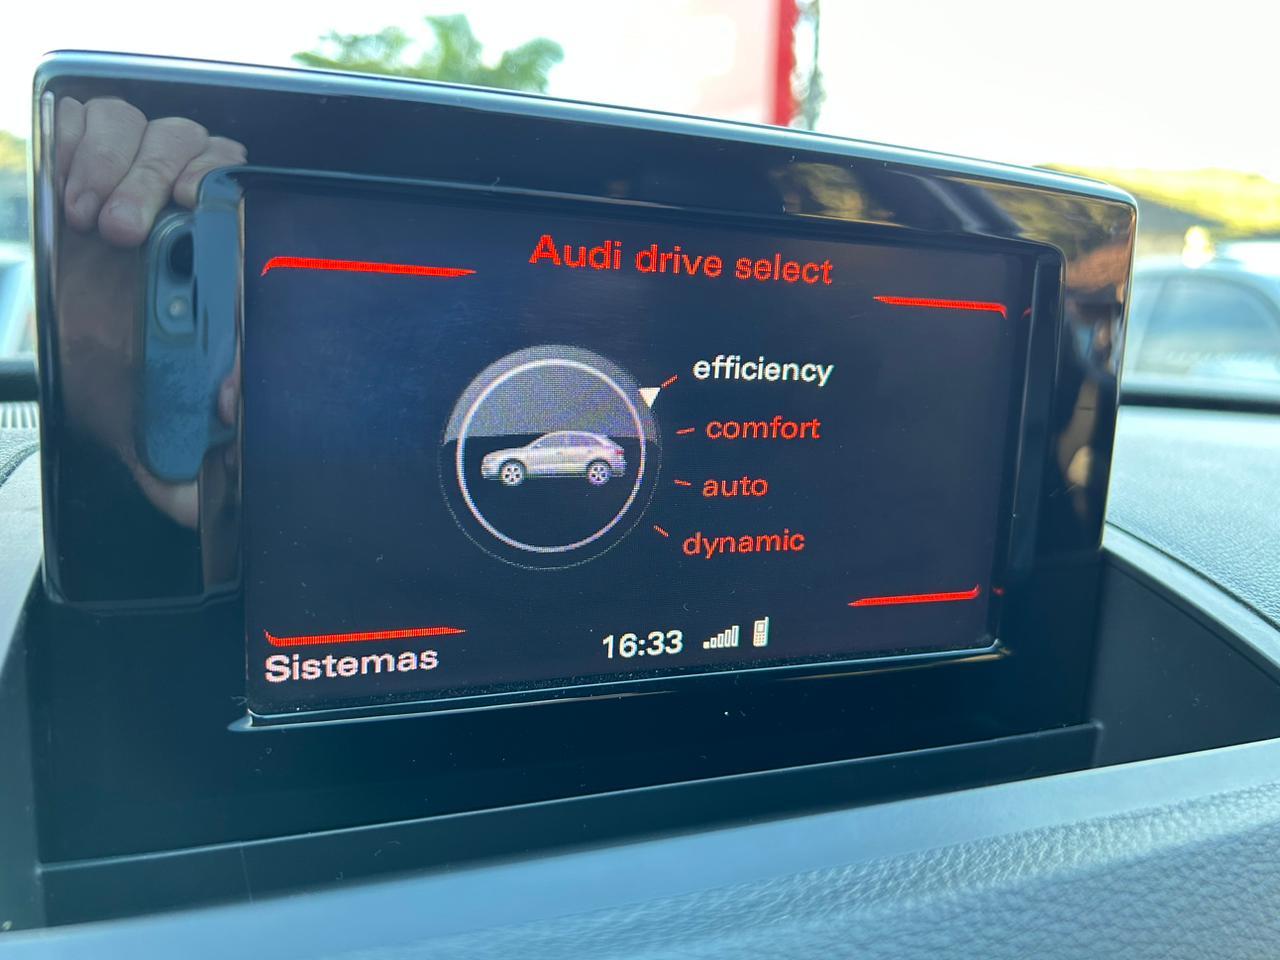 Audi drive select
efficiency
comfort
auto
dynamic
16:33
Sistemas